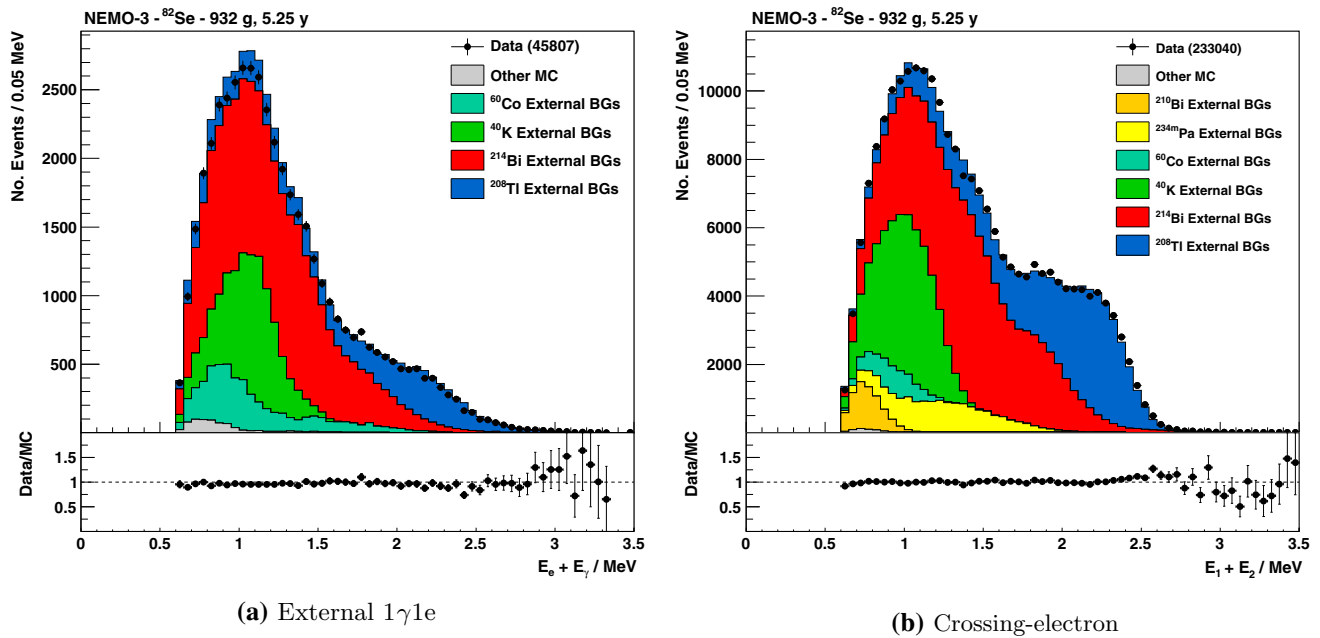 NEMO-3 - ⁸²Se - 932 g, 5.25 y
No. Events / 0.05 MeV
2500
2000
1500
1000
500
Data (45807)
Other MC
⁶⁰Co External BGs
⁴⁰K External BGs
²¹⁴Bi External BGs
²⁰⁸Tl External BGs
Data/MC
1.5
1
0.5
0 0.5 1 1.5 2 2.5 3 3.5
Eₑ + Eᵧ / MeV
(a) External 1γ1e
NEMO-3 - ⁸²Se - 932 g, 5.25 y
No. Events / 0.05 MeV
10000
8000
6000
4000
2000
Data (233040)
Other MC
²¹⁰Bi External BGs
²³⁴ᵐPa External BGs
⁶⁰Co External BGs
⁴⁰K External BGs
²¹⁴Bi External BGs
²⁰⁸Tl External BGs
Data/MC
1.5
1
0.5
0 0.5 1 1.5 2 2.5 3 3.5
E₁ + E₂ / MeV
(b) Crossing-electron